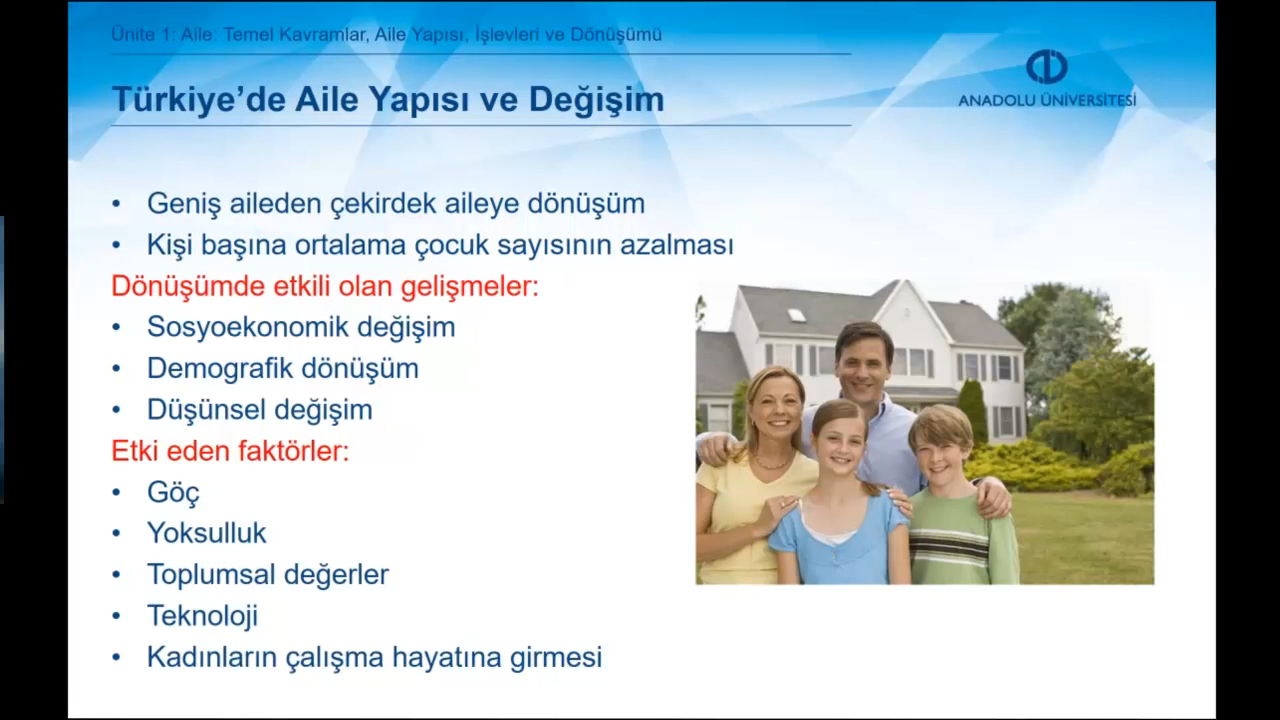 Ünite 1: Aile: Temel Kavramlar, Aile Yapısı, İşlevleri ve Dönüşümü
Türkiye’de Aile Yapısı ve Değişim
ANADOLU ÜNİVERSİTESİ
• Geniş aileden çekirdek aileye dönüşüm
• Kişi başına ortalama çocuk sayısının azalması
Dönüşümde etkili olan gelişmeler:
• Sosyoekonomik değişim
• Demografik dönüşüm
• Düşünsel değişim
Etki eden faktörler:
• Göç
• Yoksulluk
• Toplumsal değerler
• Teknoloji
• Kadınların çalışma hayatına girmesi